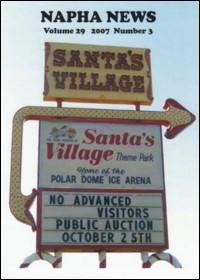 NAPHA NEWS
Volume 29 2007 Number 3
SANTA'S
VILLAGE
Santa's
Village Theme Park
Home of the
POLAR DOME ICE ARENA
NO ADVANCED
VISITORS
PUBLIC AUCTION
OCTOBER 25TH